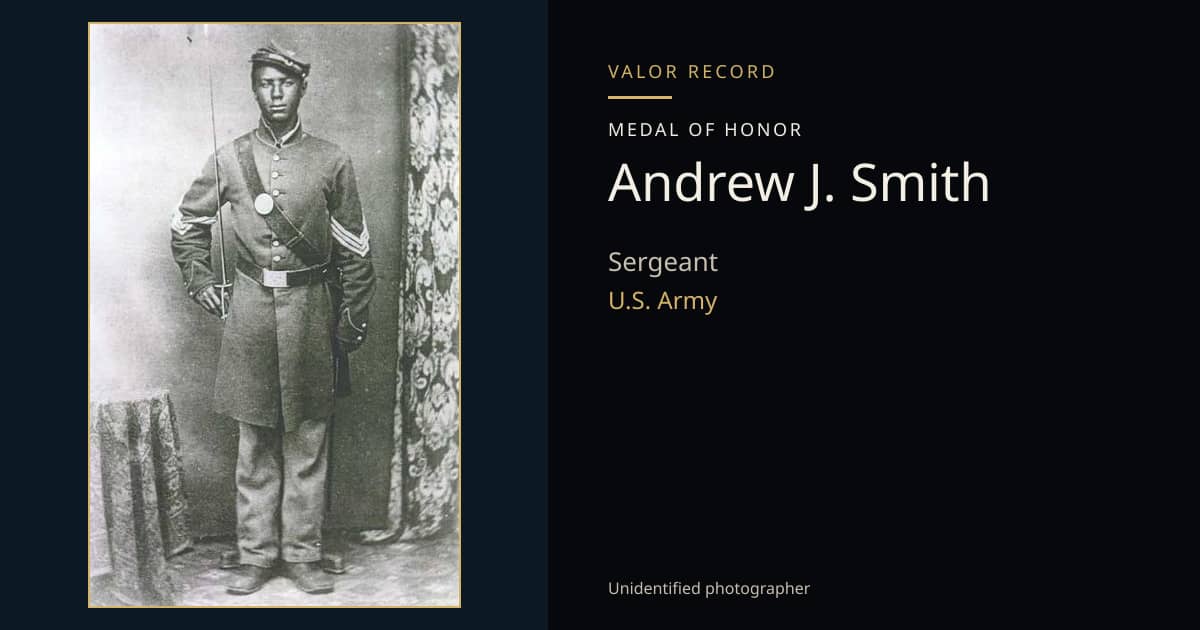 VALOR RECORD
MEDAL OF HONOR
Andrew J. Smith
Sergeant
U.S. Army
Unidentified photographer